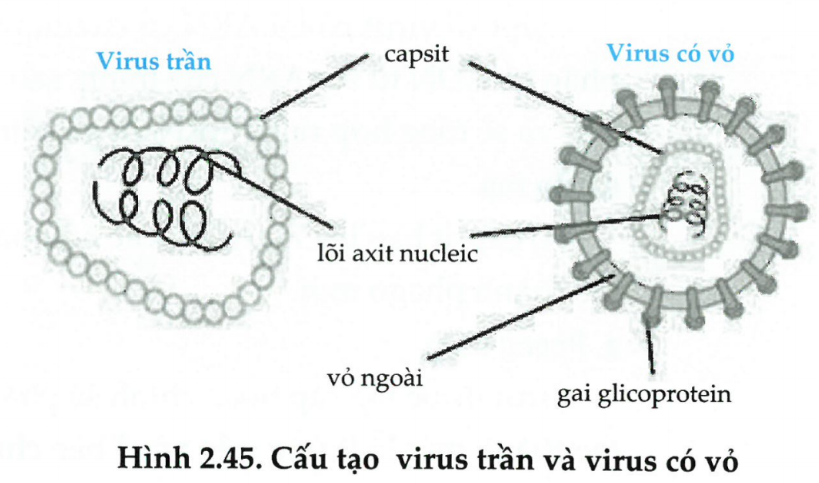 Virus trần
capsit
Virus có vỏ
lõi axit nucleic
vỏ ngoài
gai glicoprotein
Hình 2.45. Cấu tạo virus trần và virus có vỏ